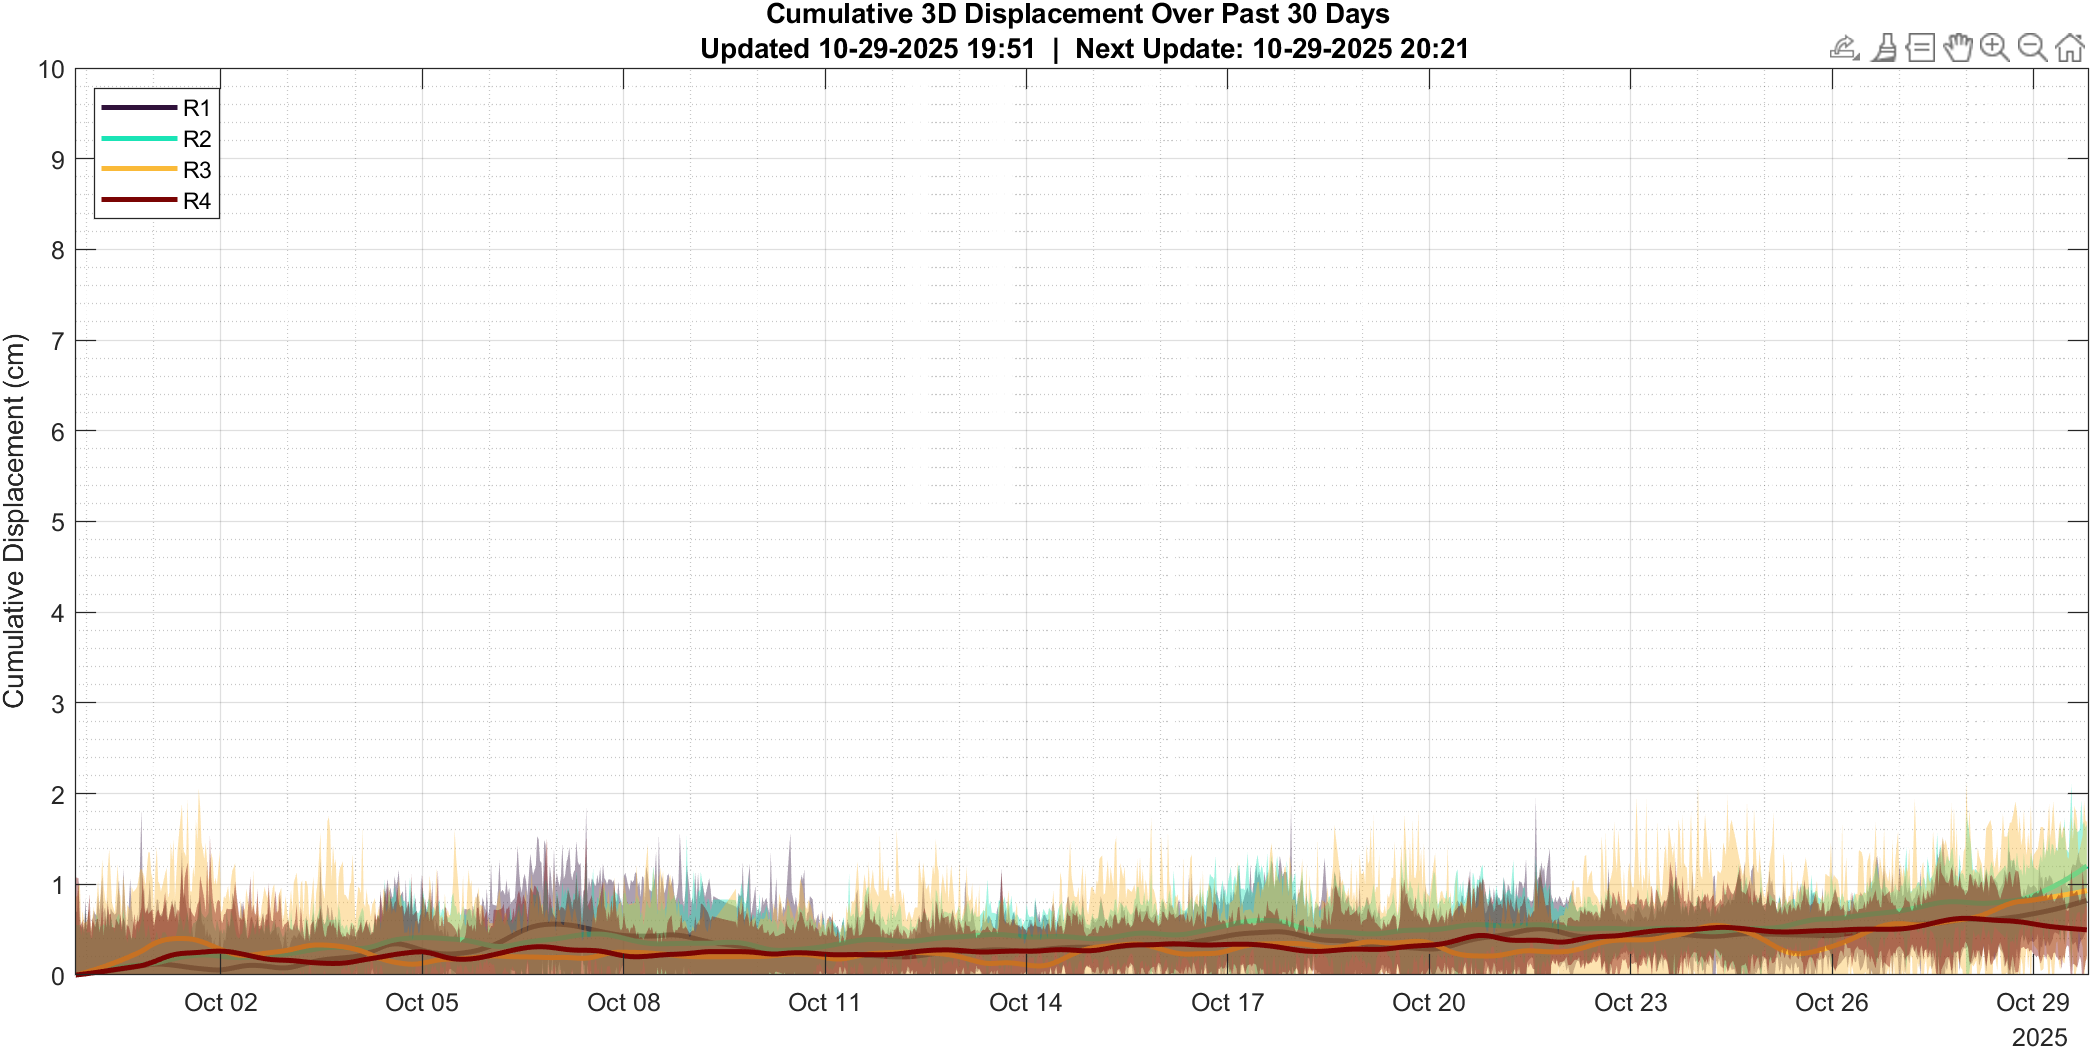 Cumulative 3D Displacement Over Past 30 Days
Updated 10-29-2025 19:51 | Next Update: 10-29-2025 20:21
R1
R2
R3
R4
Cumulative Displacement (cm)
10
9
8
7
6
5
4
3
2
1
0
Oct 02 Oct 05 Oct 08 Oct 11 Oct 14 Oct 17 Oct 20 Oct 23 Oct 26 Oct 29
2025